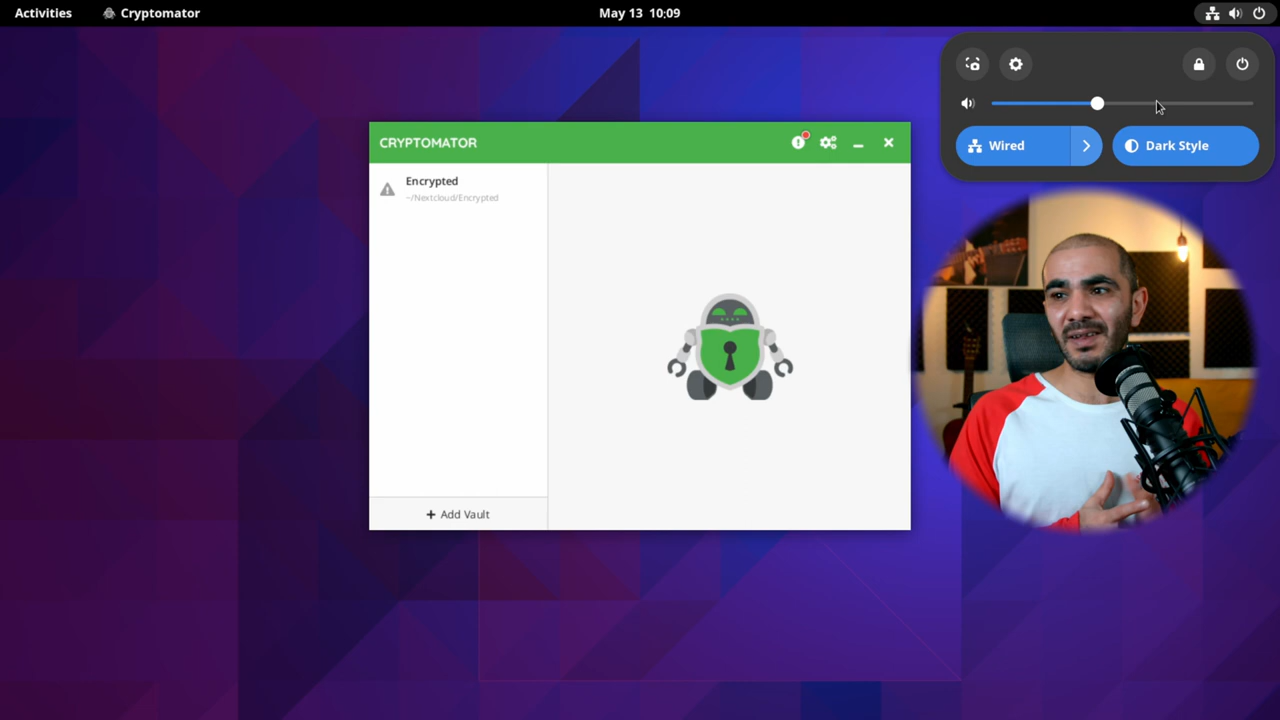 Activities
Cryptomator
May 13 10:09
CRYPTOMATOR
Wired
Dark Style
Encrypted
~/Nextcloud/Encrypted
+ Add Vault